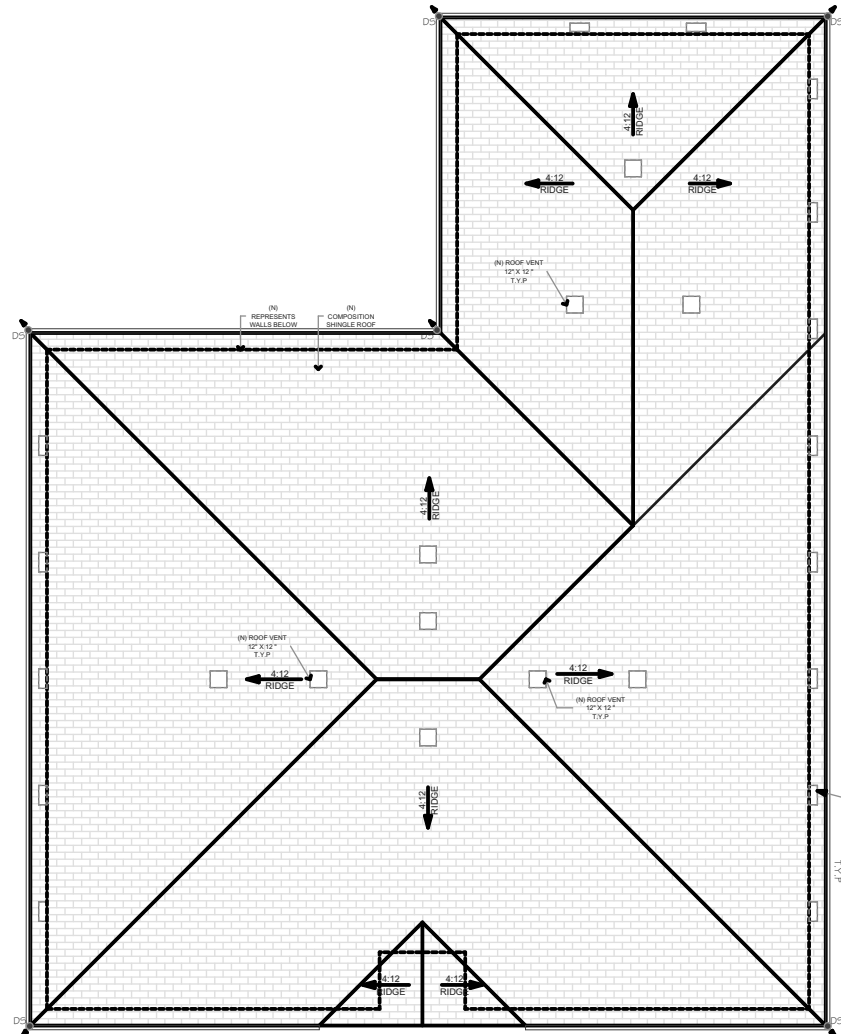 DS
DS
4:12
RIDGE
4:12
RIDGE
4:12
RIDGE
(N) ROOF VENT
12" X 12 "
T.Y.P
(N)
REPRESENTS
WALLS BELOW
(N)
COMPOSITION
SHINGLE ROOF
DS
DS
4:12
RIDGE
(N) ROOF VENT
12" X 12 "
T.Y.P
4:12
RIDGE
4:12
RIDGE
(N) ROOF VENT
12" X 12 "
T.Y.P
4:12
RIDGE
T.Y.P
4:12
RIDGE
4:12
RIDGE
DS
DS